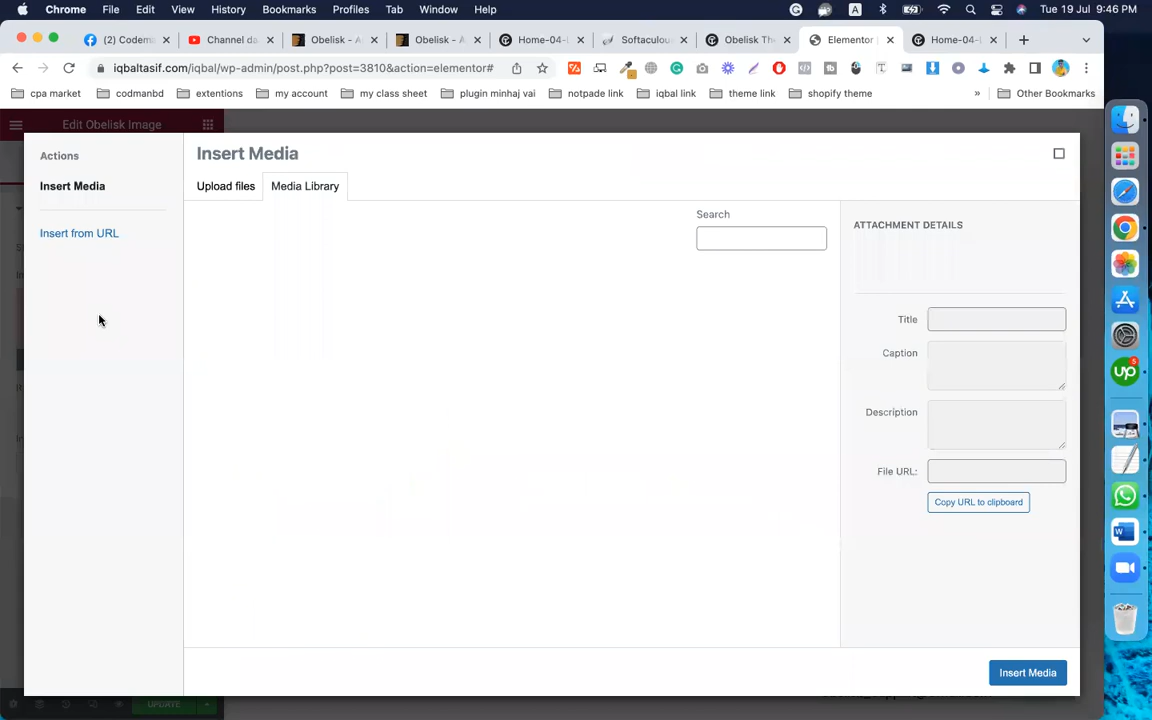 Chrome File Edit View History Bookmarks Profiles Tab Window Help A Tue 19 Jul 9:46 PM
(2) Codem Channel da Obelisk - A Obelisk - A Home-04-L Softaculous Obelisk Th Elementor Home-04-L
iqbaltasif.com/iqbal/wp-admin/post.php?post=3810&action=elementor#
cpa market codmanbd extentions my account my class sheet plugin minhaj vai notpade link iqbal link theme link shopify theme » Other Bookmarks
Edit Obelisk Image
Actions
Insert Media
Insert from URL
Insert Media
Upload files Media Library
Search
ATTACHMENT DETAILS
Title
Caption
Description
File URL:
Copy URL to clipboard
Insert Media
UPDATE
up 5
W